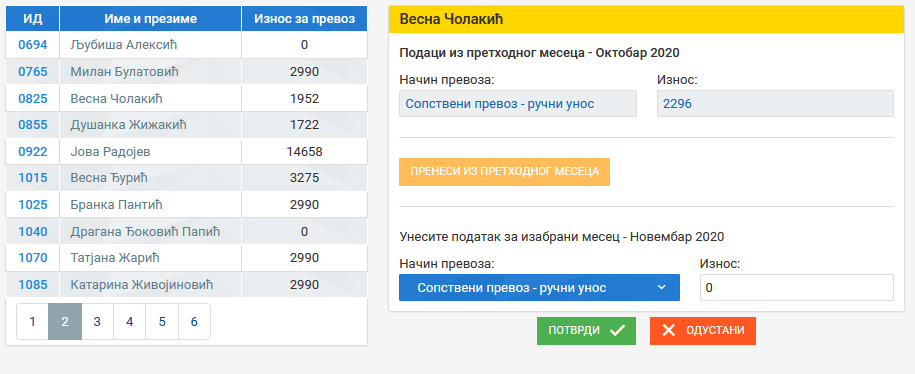 ИД Име и презиме Износ за превоз
0694 Љубиша Алексић 0
0765 Милан Булатовић 2990
0825 Весна Чолакић 1952
0855 Душанка Жижакић 1722
0922 Јова Радојев 14658
1015 Весна Ђурић 3275
1025 Бранка Пантић 2990
1040 Драгана Ђоковић Папић 0
1070 Татјана Жарић 2990
1085 Катарина Живојиновић 2990
1 2 3 4 5 6
Весна Чолакић
Подаци из претходног месеца - Октобар 2020
Начин превоза: Износ:
Сопствени превоз - ручни унос 2296
ПРЕНЕСИ ИЗ ПРЕТХОДНОГ МЕСЕЦА
Унесите податак за изабрани месец - Новембар 2020
Начин превоза: Износ:
Сопствени превоз - ручни унос 0
ПОТВРДИ ОДУСТАНИ